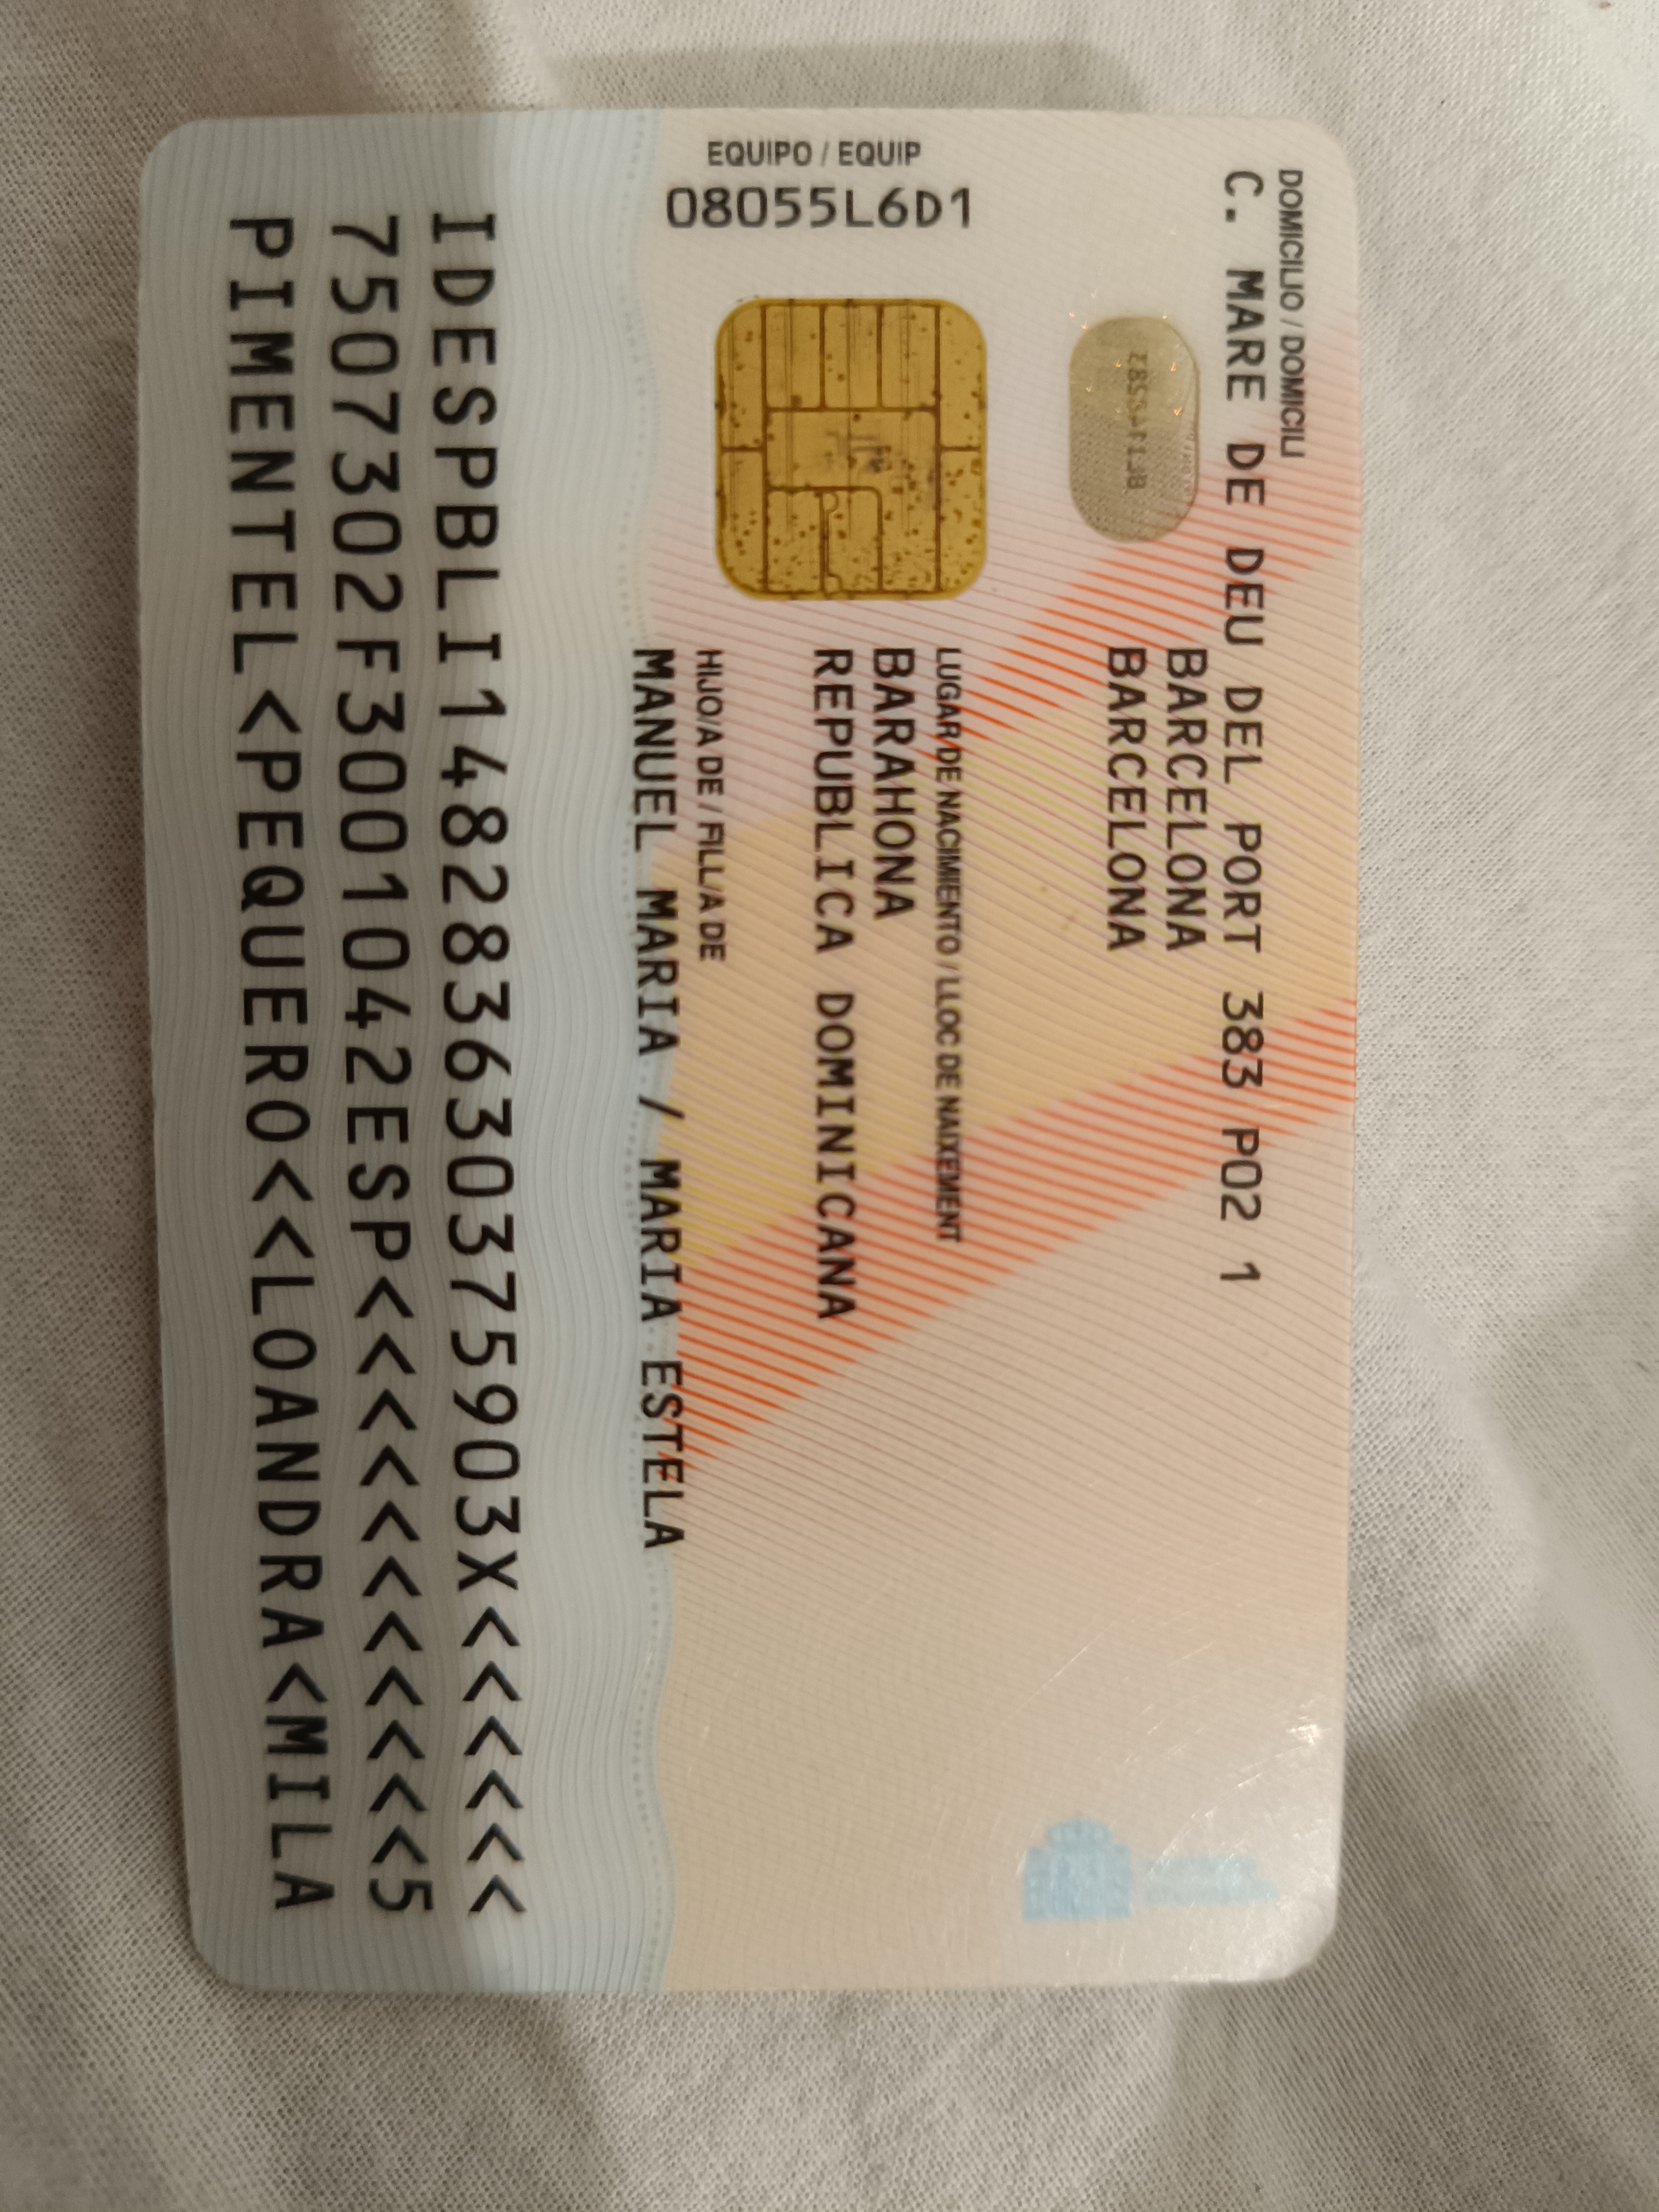 DOMICILIO / DOMICILI
C. MARE DE DEU DEL PORT 383 P02 1
BARCELONA
BARCELONA
LUGAR DE NACIMIENTO / LLOC DE NAIXEMENT
BARAHONA
REPUBLICA DOMINICANA
HIJO/A DE / FILL/A DE
MANUEL MARIA / MARIA ESTELA
EQUIPO / EQUIP
08055L6D1
IDESPBLI148283630375903X<<<<<<
7507302F3001042ESP<<<<<<<<<<<5
PIMENTEL<PEQUERO<<LOANDRA<MILA